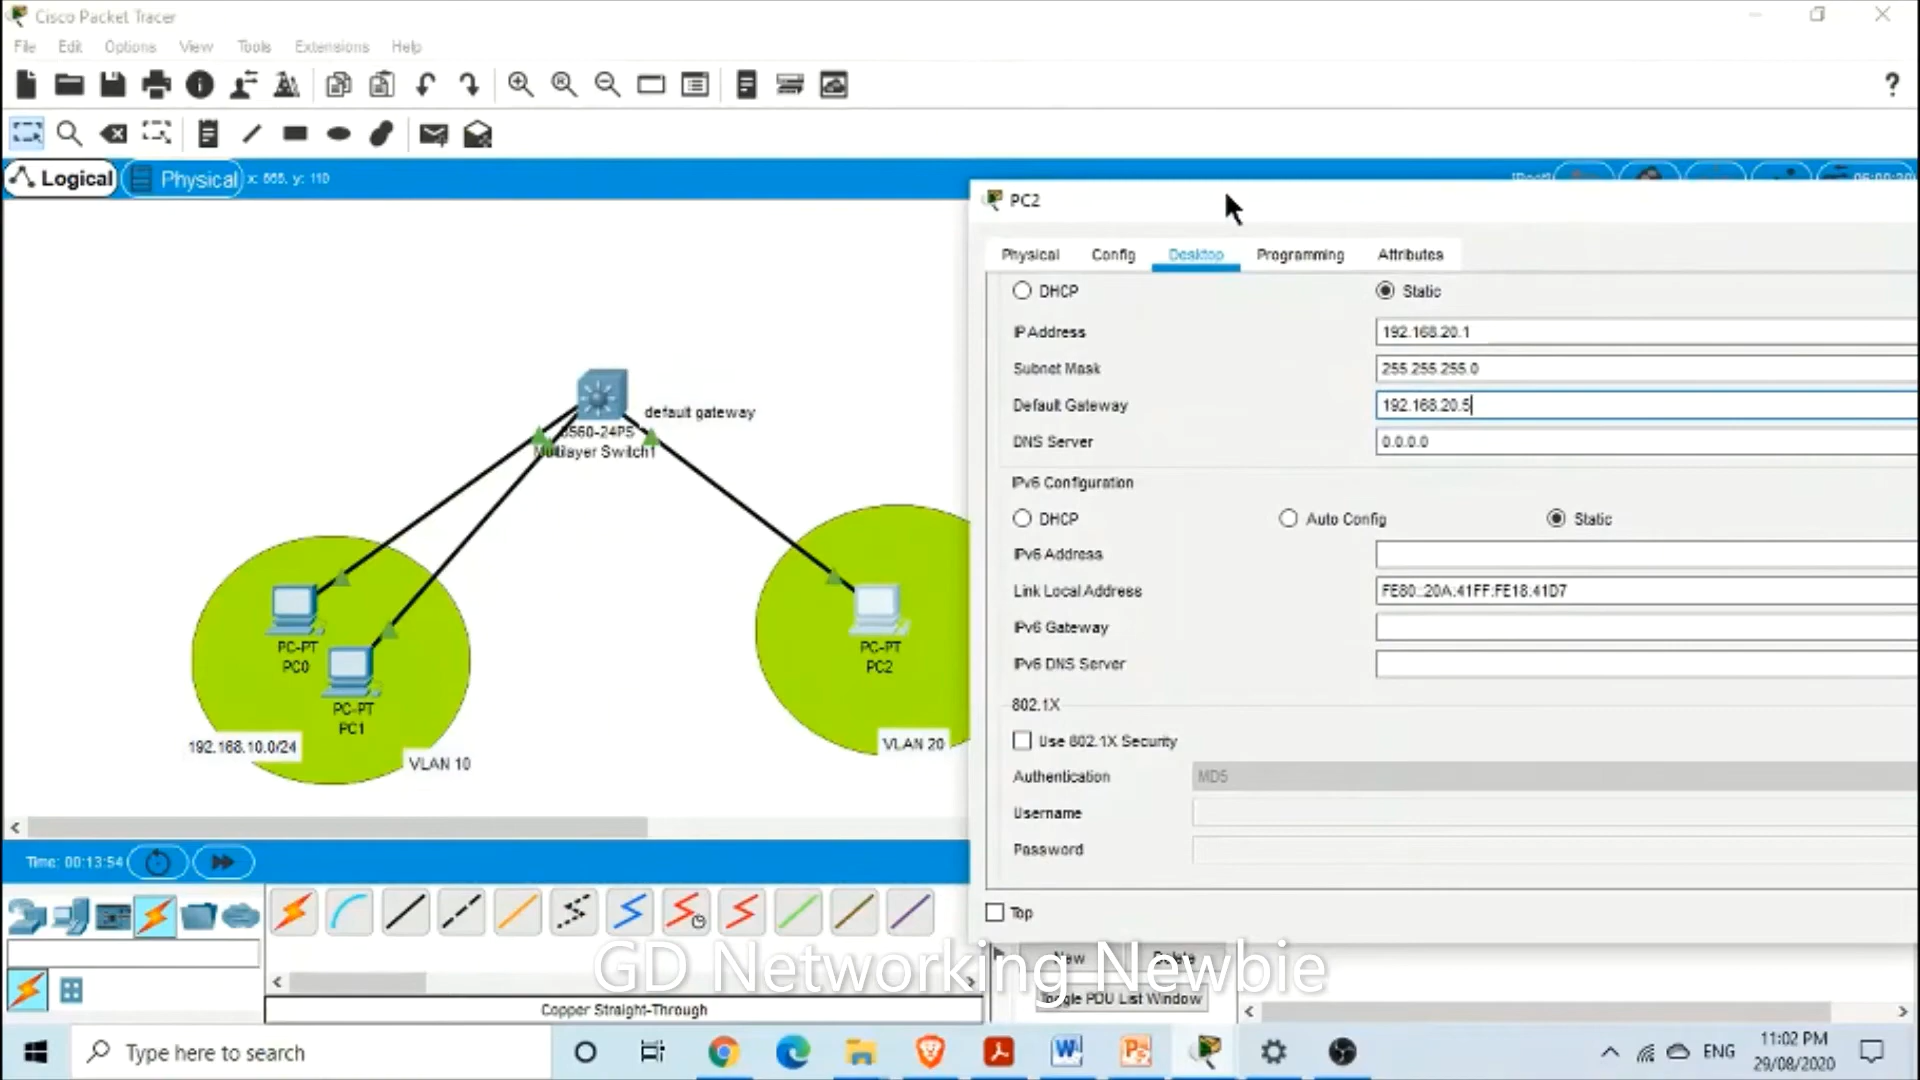 Cisco Packet Tracer
File Edit Options View Tools Extensions Help
Logical Physical x: 665, y: 110
PC2
Physical Config Desktop Programming Attributes
DHCP Static
IP Address 192.168.20.1
Subnet Mask 255.255.255.0
Default Gateway 192.168.20.5
DNS Server 0.0.0.0
IPv6 Configuration
DHCP Auto Config Static
IPv6 Address
Link Local Address FE80::20A:41FF:FE18:41D7
IPv6 Gateway
IPv6 DNS Server
802.1X
Use 802.1X Security
Authentication MD5
Username
Password
Top
default gateway
3560-24PS
Multilayer Switch1
PC-PT
PC0
PC-PT
PC1
192.168.10.0/24
VLAN 10
PC-PT
PC2
VLAN 20
Time: 00:13:54
New Delete
Toggle PDU List Window
GD Networking Newbie
Copper Straight-Through
Type here to search
ENG
11:02 PM
29/08/2020